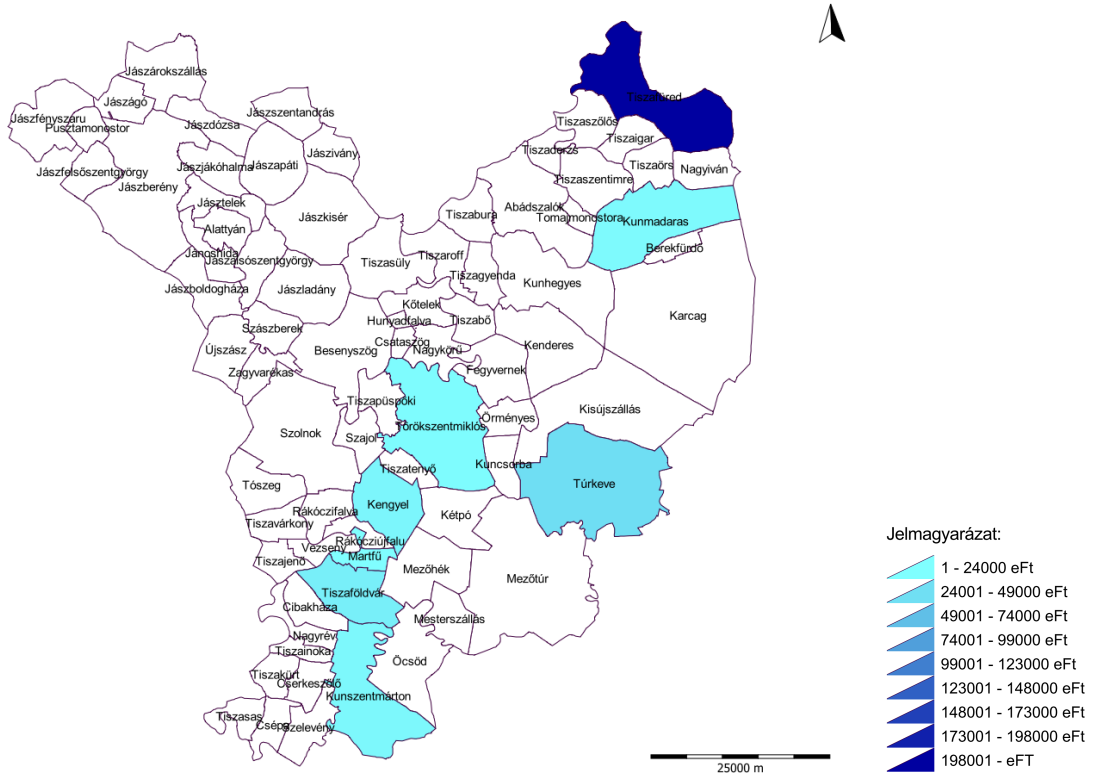 Jászárokszállás
Jászágó
Jászfényszaru
Pusztamonostor
Jászszentandrás
Jászdózsa
Jászivány
Jászjákóhalma
Jászapáti
Jászfelsőszentgyörgy
Jászberény
Jásztelek
Jászkisér
Alattyán
Jánoshida
Jászalsószentgyörgy
Jászboldogháza
Jászladány
Tiszafüred
Tiszaszőlős
Tiszaigar
Tiszaderzs
Tiszaörs
Nagyiván
Tiszaszentimre
Abádszalók
Tiszabura
Tomajmonostora
Kunmadaras
Berekfürdő
Tiszasüly
Tiszaroff
Tiszagyenda
Kunhegyes
Kőtelek
Hunyadfalva
Tiszabő
Karcag
Szászberek
Csataszög
Nagykörű
Kenderes
Újszász
Besenyszög
Zagyvarékas
Fegyvernek
Tiszapüspöki
Kisújszállás
Örményes
Törökszentmiklós
Szolnok
Szajol
Kuncsorba
Tiszatenyő
Tószeg
Túrkeve
Kengyel
Rákóczifalva
Kétpó
Tiszavárkony
Rákócziújfalu
Vezseny
Martfű
Tiszajenő
Mezőhék
Mezőtúr
Tiszaföldvár
Cibakháza
Mesterszállás
Nagyrév
Tiszainoka
Öcsöd
Tiszakürt
Cserkeszőlő
Kunszentmárton
Tiszasas
Csépa
Szelevény
Jelmagyarázat:
1 - 24000 eFt
24001 - 49000 eFt
49001 - 74000 eFt
74001 - 99000 eFt
99001 - 123000 eFt
123001 - 148000 eFt
148001 - 173000 eFt
173001 - 198000 eFt
198001 - eFT
25000 m